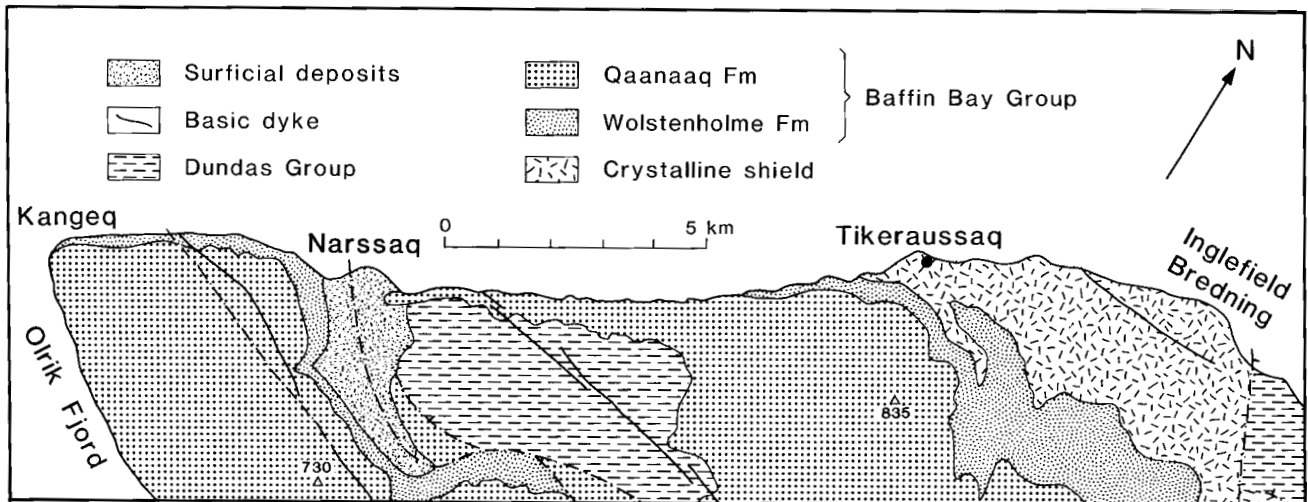 N
Surficial deposits
Basic dyke
Dundas Group
Qaanaaq Fm
Wolstenholme Fm
Crystalline shield
Baffin Bay Group
Kangeq
Narssaq
0 5 km
Tikeraussaq
Inglefield
Bredning
Olrik Fjord
835
730